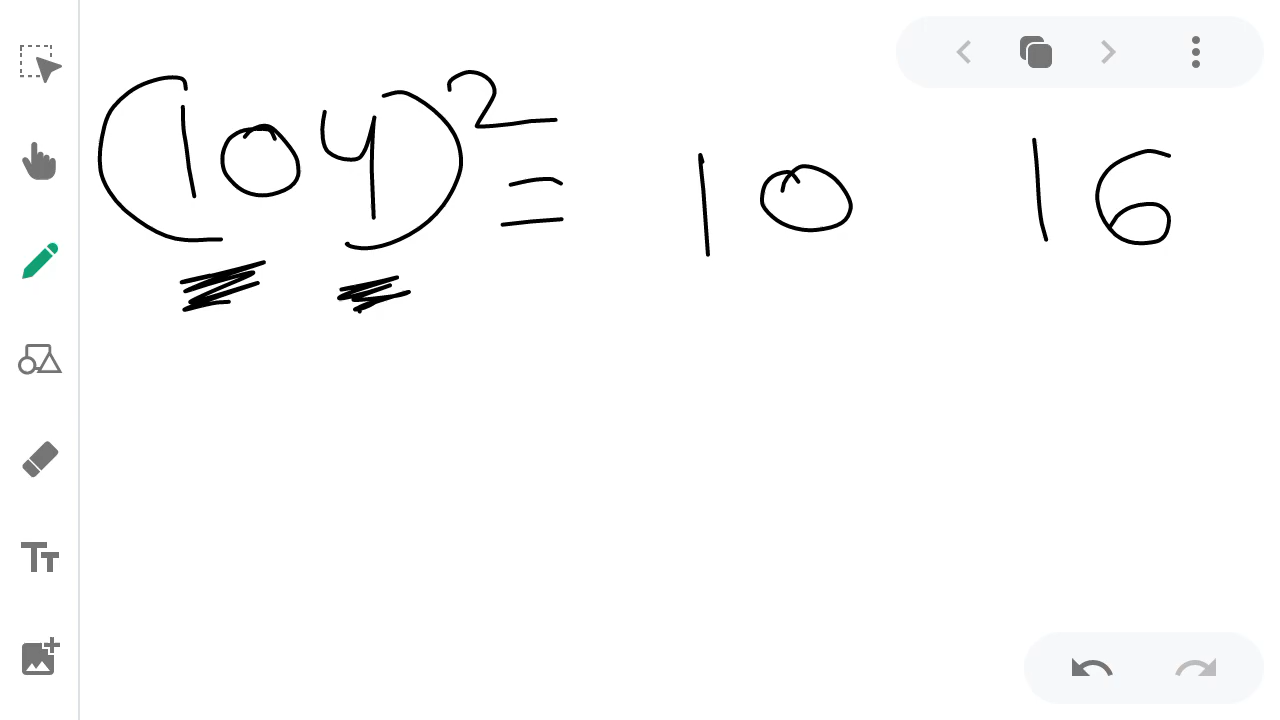 (104)² = 10 16